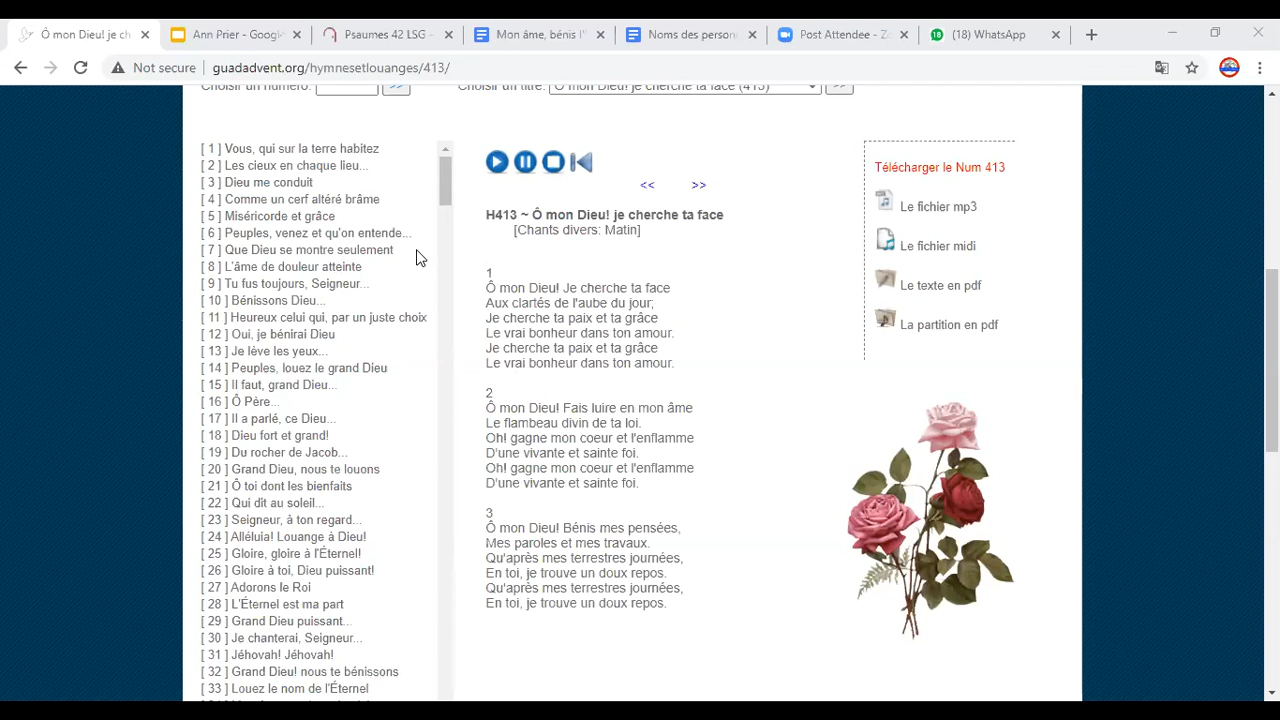 Ô mon Dieu! je ch
Ann Prier - Google
Psaumes 42 LSG –
Mon âme, bénis l'
Noms des person
Post Attendee - Zo
(18) WhatsApp
Not secure
guadadvent.org/hymnesetlouanges/413/
Choisir un numéro:
>>
Choisir un titre:
Ô mon Dieu! je cherche ta face (413)
>>
[ 1 ] Vous, qui sur la terre habitez
[ 2 ] Les cieux en chaque lieu...
[ 3 ] Dieu me conduit
[ 4 ] Comme un cerf altéré brâme
[ 5 ] Miséricorde et grâce
[ 6 ] Peuples, venez et qu'on entende...
[ 7 ] Que Dieu se montre seulement
[ 8 ] L'âme de douleur atteinte
[ 9 ] Tu fus toujours, Seigneur...
[ 10 ] Bénissons Dieu...
[ 11 ] Heureux celui qui, par un juste choix
[ 12 ] Oui, je bénirai Dieu
[ 13 ] Je lève les yeux...
[ 14 ] Peuples, louez le grand Dieu
[ 15 ] Il faut, grand Dieu...
[ 16 ] Ô Père...
[ 17 ] Il a parlé, ce Dieu...
[ 18 ] Dieu fort et grand!
[ 19 ] Du rocher de Jacob...
[ 20 ] Grand Dieu, nous te louons
[ 21 ] Ô toi dont les bienfaits
[ 22 ] Qui dit au soleil...
[ 23 ] Seigneur, à ton regard...
[ 24 ] Alléluia! Louange à Dieu!
[ 25 ] Gloire, gloire à l'Éternel!
[ 26 ] Gloire à toi, Dieu puissant!
[ 27 ] Adorons le Roi
[ 28 ] L'Éternel est ma part
[ 29 ] Grand Dieu puissant...
[ 30 ] Je chanterai, Seigneur...
[ 31 ] Jéhovah! Jéhovah!
[ 32 ] Grand Dieu! nous te bénissons
[ 33 ] Louez le nom de l'Éternel
<< >>
H413 ~ Ô mon Dieu! je cherche ta face
[Chants divers: Matin]
1
Ô mon Dieu! Je cherche ta face
Aux clartés de l'aube du jour;
Je cherche ta paix et ta grâce
Le vrai bonheur dans ton amour.
Je cherche ta paix et ta grâce
Le vrai bonheur dans ton amour.
2
Ô mon Dieu! Fais luire en mon âme
Le flambeau divin de ta loi.
Oh! gagne mon coeur et l'enflamme
D'une vivante et sainte foi.
Oh! gagne mon coeur et l'enflamme
D'une vivante et sainte foi.
3
Ô mon Dieu! Bénis mes pensées,
Mes paroles et mes travaux.
Qu'après mes terrestres journées,
En toi, je trouve un doux repos.
Qu'après mes terrestres journées,
En toi, je trouve un doux repos.
Télécharger le Num 413
Le fichier mp3
Le fichier midi
Le texte en pdf
La partition en pdf